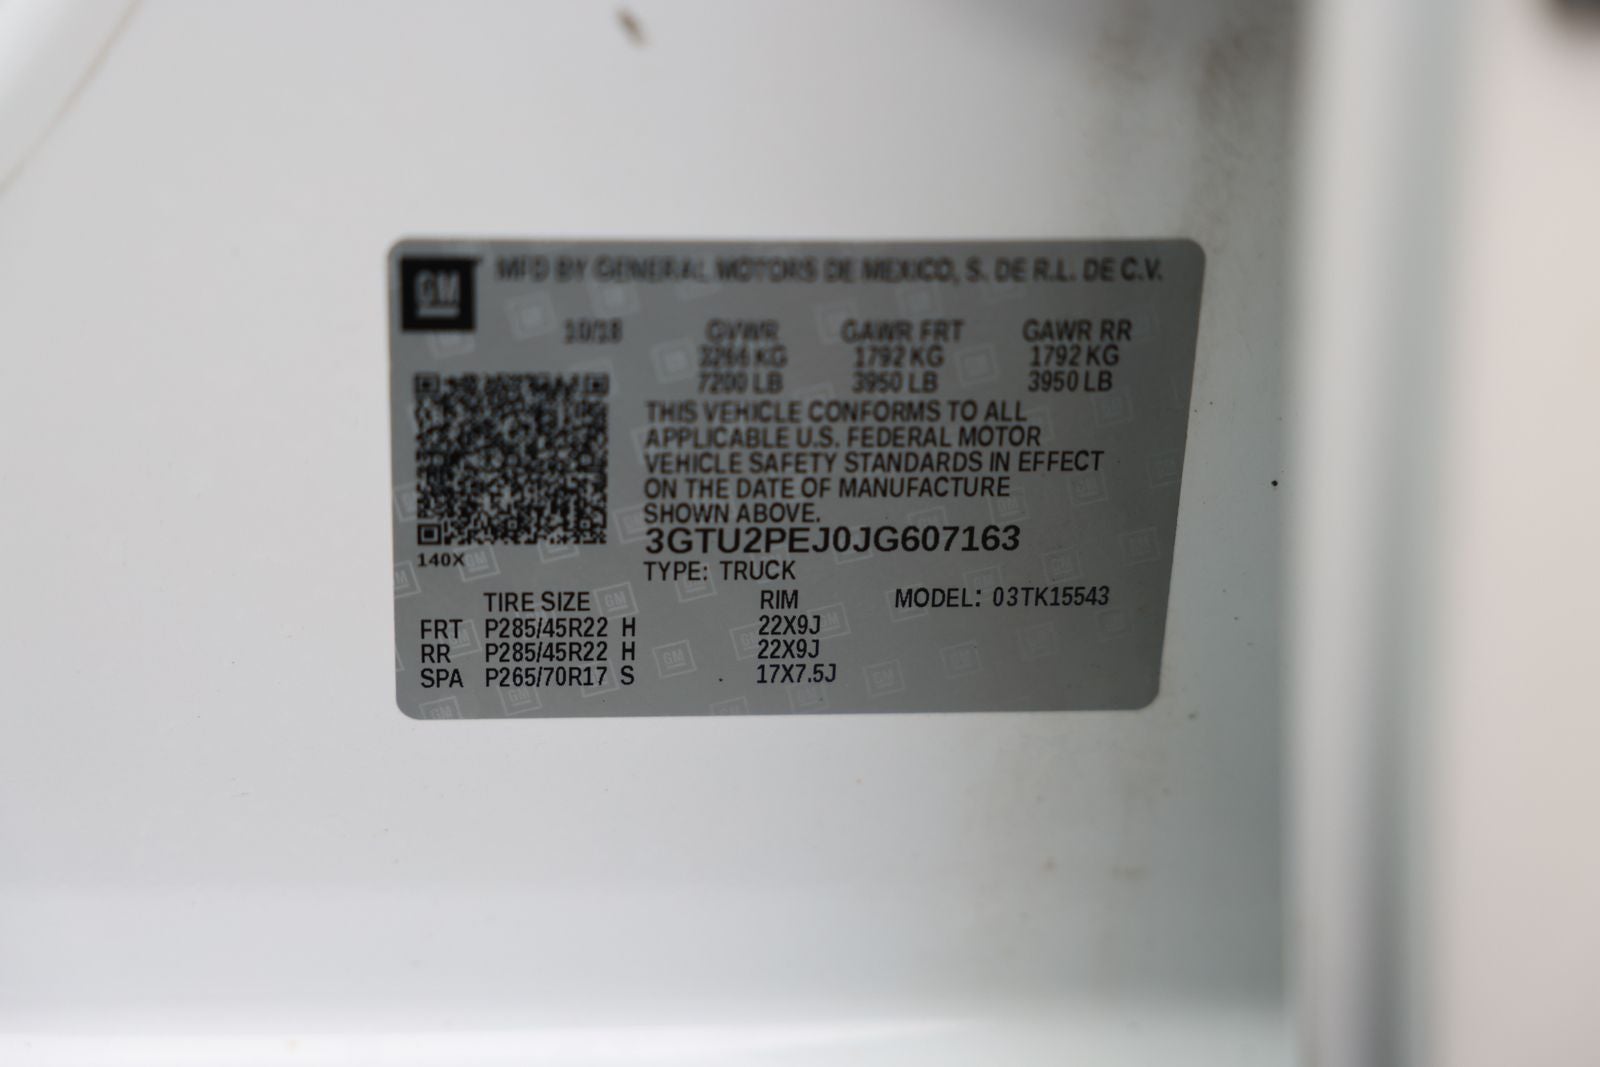 GM
MFD BY GENERAL MOTORS DE MEXICO, S. DE R.L. DE C.V.
10/18 GVWR GAWR FRT GAWR RR
3266 KG 1792 KG 1792 KG
7200 LB 3950 LB 3950 LB
THIS VEHICLE CONFORMS TO ALL
APPLICABLE U.S. FEDERAL MOTOR
VEHICLE SAFETY STANDARDS IN EFFECT
ON THE DATE OF MANUFACTURE
SHOWN ABOVE.
3GTU2PEJ0JG607163
140X
TYPE: TRUCK
TIRE SIZE RIM MODEL: 03TK15543
FRT P285/45R22 H 22X9J
RR P285/45R22 H 22X9J
SPA P265/70R17 S 17X7.5J